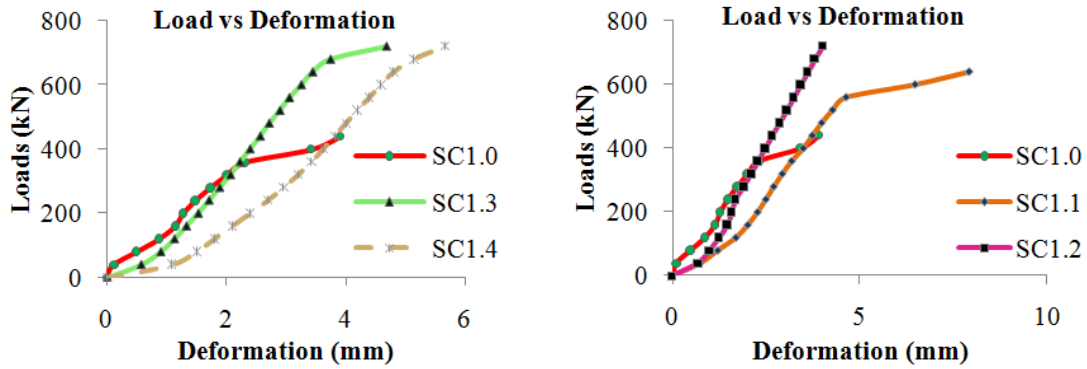 Load vs Deformation
800
600
400
200
0
Loads (kN)
SC1.0
SC1.3
SC1.4
0 2 4 6
Deformation (mm)
Load vs Deformation
800
600
400
200
0
Loads (kN)
SC1.0
SC1.1
SC1.2
0 5 10
Deformation (mm)